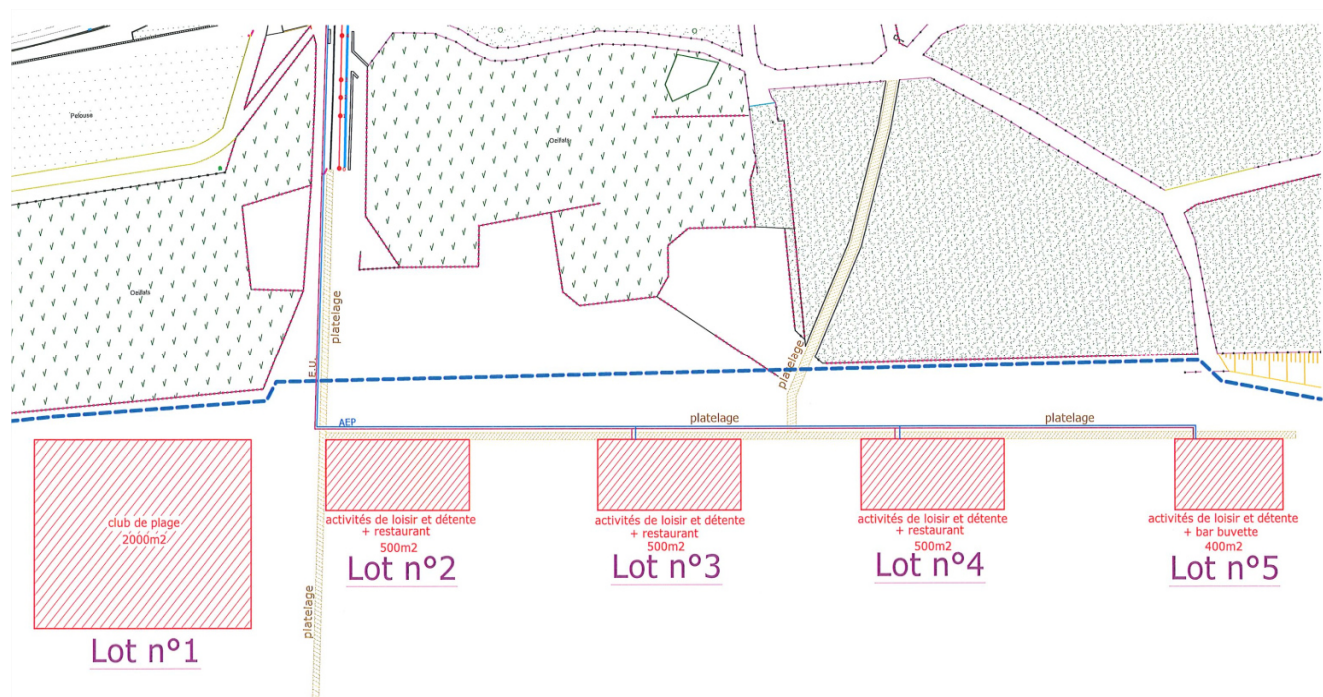 Pelouse
Oeillats
Oeillats
platelage
E.U.
platelage
AEP
platelage
platelage
club de plage
2000m2
activités de loisir et détente
+ restaurant
500m2
activités de loisir et détente
+ restaurant
500m2
activités de loisir et détente
+ restaurant
500m2
activités de loisir et détente
+ bar buvette
400m2
Lot n°2
Lot n°3
Lot n°4
Lot n°5
platelage
Lot n°1